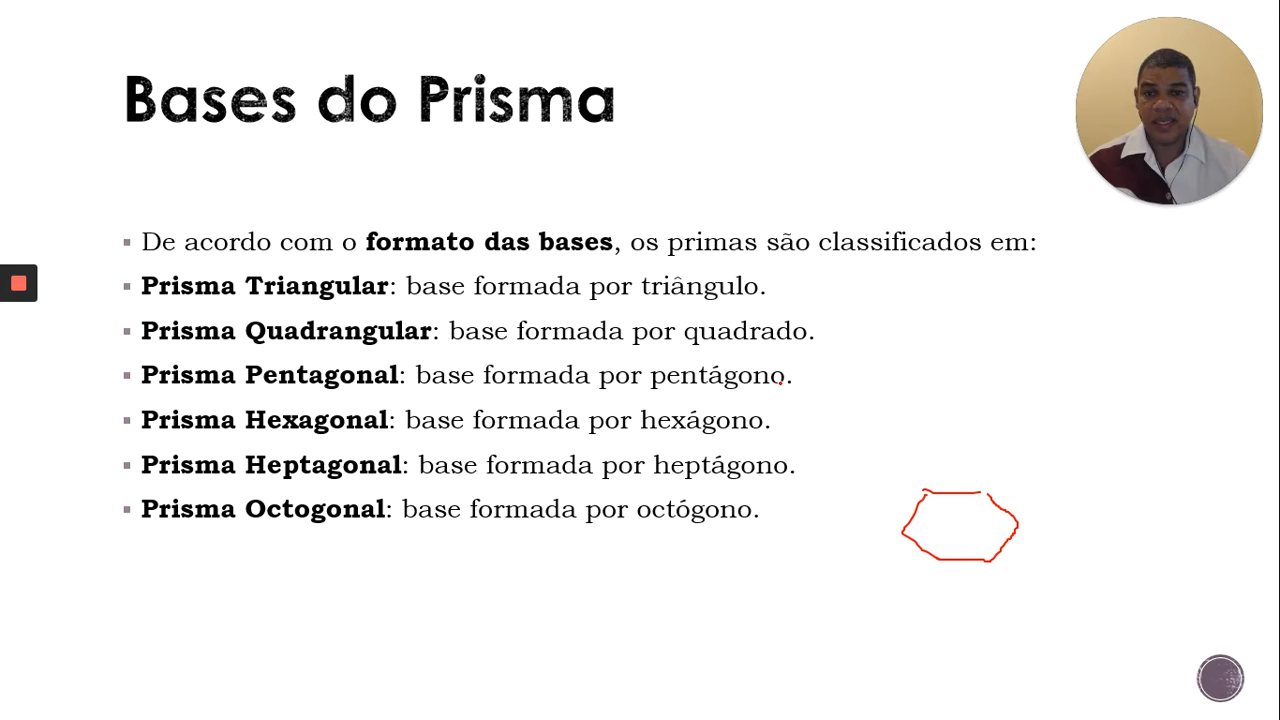 Bases do Prisma
De acordo com o formato das bases, os primas são classificados em:
Prisma Triangular: base formada por triângulo.
Prisma Quadrangular: base formada por quadrado.
Prisma Pentagonal: base formada por pentágono.
Prisma Hexagonal: base formada por hexágono.
Prisma Heptagonal: base formada por heptágono.
Prisma Octogonal: base formada por octógono.